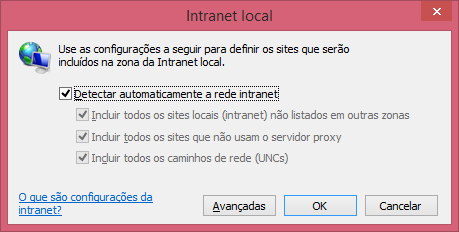 Intranet local
Use as configurações a seguir para definir os sites que serão
incluídos na zona da Intranet local.
Detectar automaticamente a rede intranet
Incluir todos os sites locais (intranet) não listados em outras zonas
Incluir todos os sites que não usam o servidor proxy
Incluir todos os caminhos de rede (UNCs)
O que são configurações da
intranet?
Avançadas
OK
Cancelar